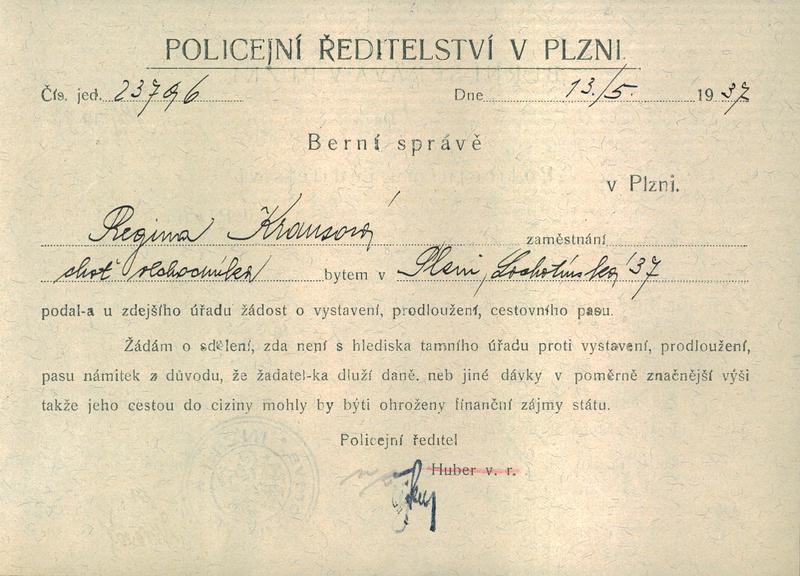 POLICEJNÍ ŘEDITELSTVÍ V PLZNI
Čís. jed. 23796 Dne 13./5. 1937
Berní správě
v Plzni.
Regina Krausová zaměstnání
choť obchodníka bytem v Plzni, Lochotínská 37
podal-a u zdejšího úřadu žádost o vystavení, prodloužení, cestovního pasu.
Žádám o sdělení, zda není s hlediska tamního úřadu proti vystavení, prodloužení,
pasu námitek z důvodu, že žadatel-ka dluží daně. neb jiné dávky v poměrně značnější výši
takže jeho cestou do ciziny mohly by býti ohroženy finanční zájmy státu.
Policejní ředitel
Huber v. r.